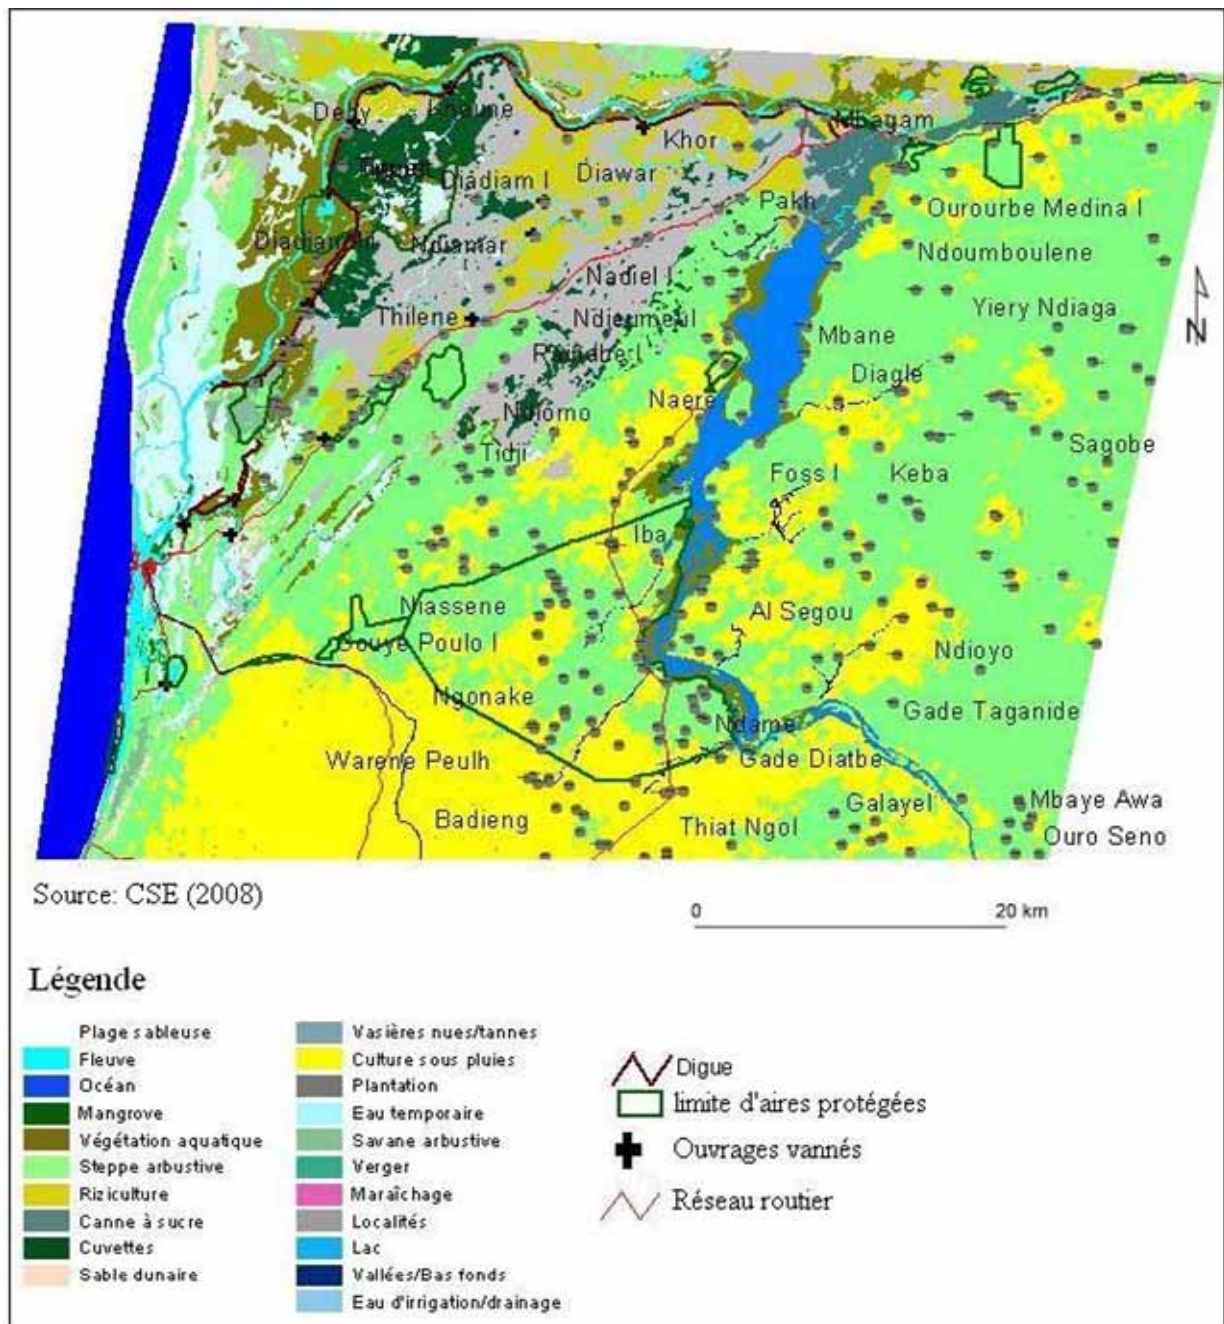 Deby
Mbagam
Khor
Diadiam I
Diawar
Pakh
Ourourbe Medina I
Ndiamar
Ndoumboulene
Nadiel I
Yiery Ndiaga
Thilene
Ndieumeul
Mbane
Diagle
Naere
Ndiorno
Sagobe
Tidji
Foss I
Keba
Iba
Niassene
Al Segou
Gouye Poulo I
Ndioyo
Ngonake
Gade Taganide
Ndame
Warene Peulh
Gade Diatbe
Galayel
Mbaye Awa
Badieng
Thiat Ngol
Ouro Seno
N
Source: CSE (2008)
0 20 km
Légende
Plage sableuse
Fleuve
Océan
Mangrove
Végétation aquatique
Steppe arbustive
Riziculture
Canne à sucre
Cuvettes
Sable dunaire
Vasières nues/tannes
Culture sous pluies
Plantation
Eau temporaire
Savane arbustive
Verger
Maraîchage
Localités
Lac
Vallées/Bas fonds
Eau d'irrigation/drainage
Digue
limite d'aires protégées
Ouvrages vannés
Réseau routier